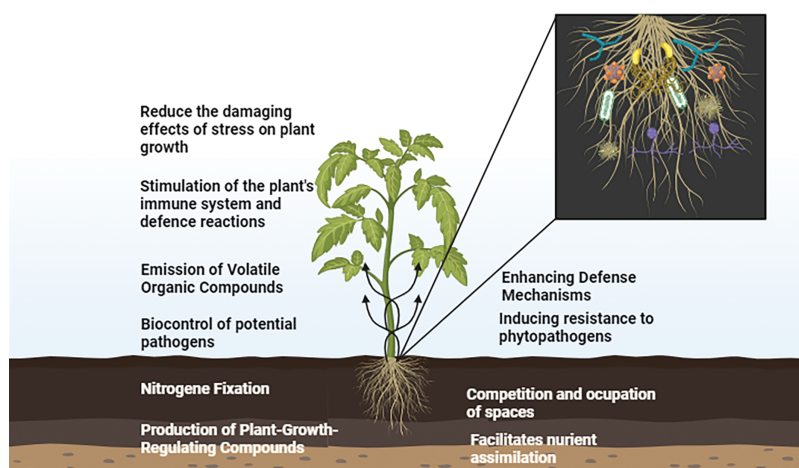 Reduce the damaging
effects of stress on plant
growth
Stimulation of the plant's
immune system and
defence reactions
Emission of Volatile
Organic Compounds
Biocontrol of potential
pathogens
Nitrogene Fixation
Production of Plant-Growth-
Regulating Compounds
Enhancing Defense
Mechanisms
Inducing resistance to
phytopathogens
Competition and ocupation
of spaces
Facilitates nurient
assimilation